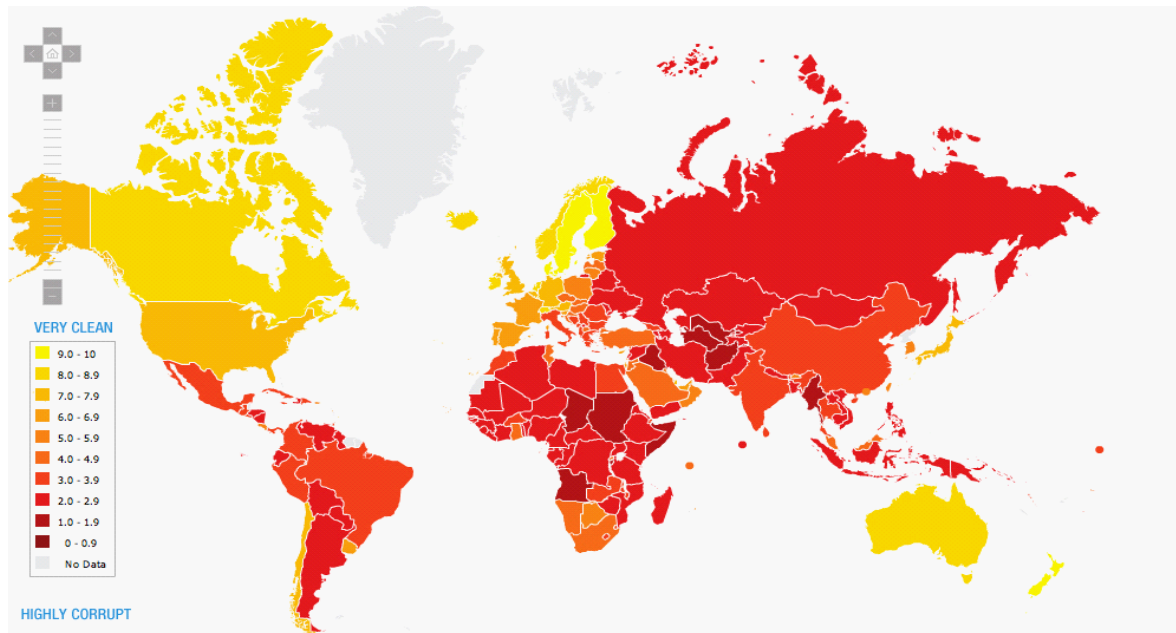 VERY CLEAN
9.0 - 10
8.0 - 8.9
7.0 - 7.9
6.0 - 6.9
5.0 - 5.9
4.0 - 4.9
3.0 - 3.9
2.0 - 2.9
1.0 - 1.9
0 - 0.9
No Data
HIGHLY CORRUPT